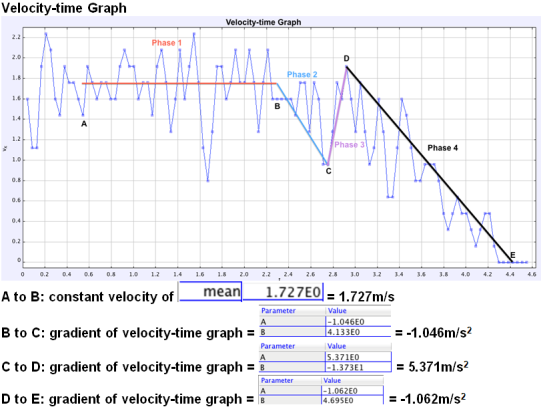 Velocity-time Graph
Velocity-time Graph
2.2
2.0
1.8
1.6
1.4
1.2
1.0
0.8
0.6
0.4
0.2
0
Phase 1
Phase 2
Phase 3
Phase 4
A
B
C
D
E
0 0.2 0.4 0.6 0.8 1.0 1.2 1.4 1.6 1.8 2.0 2.2 2.4 2.6 2.8 3.0 3.2 3.4 3.6 3.8 4.0 4.2 4.4 4.6
A to B: constant velocity of mean 1.727E0 = 1.727m/s
Parameter Value
A -1.046E0
B 4.133E0
B to C: gradient of velocity-time graph = = -1.046m/s²
Parameter Value
A 5.371E0
B -1.373E1
C to D: gradient of velocity-time graph = = 5.371m/s²
Parameter Value
A -1.062E0
B 4.695E0
D to E: gradient of velocity-time graph = = -1.062m/s²